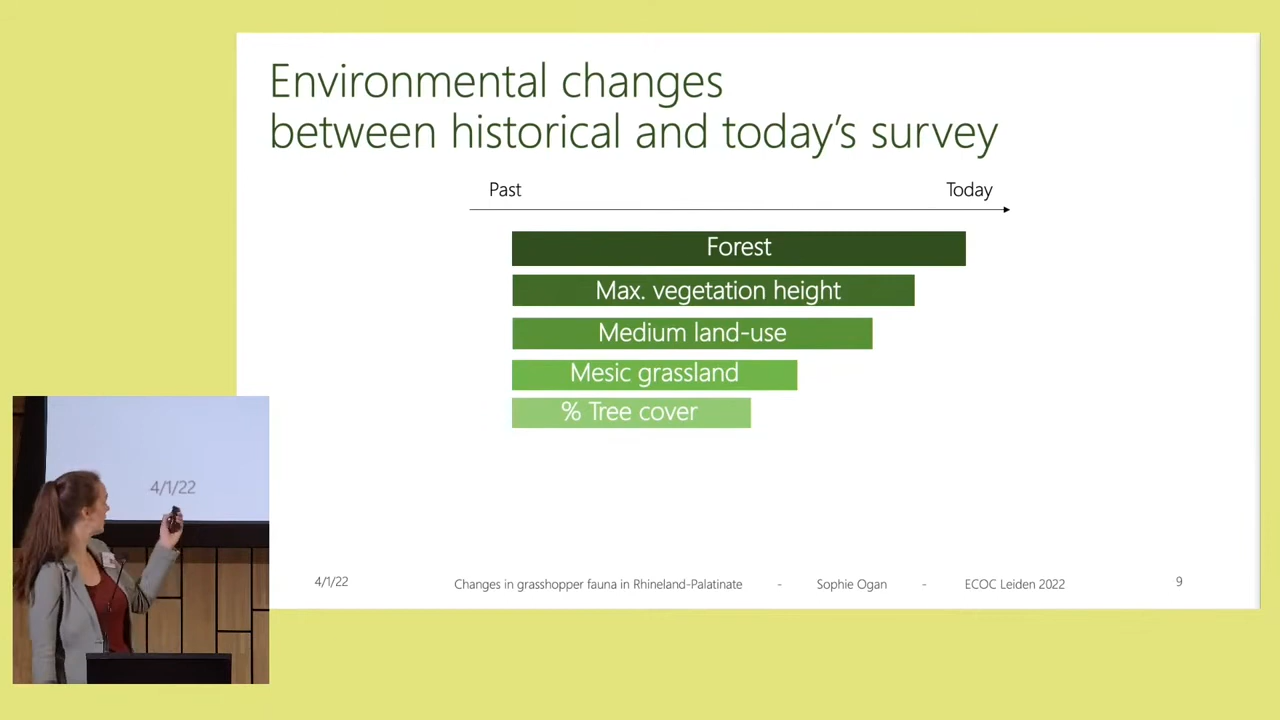 Environmental changes
between historical and today's survey
Past
Today
Forest
Max. vegetation height
Medium land-use
Mesic grassland
% Tree cover
4/1/22
4/1/22
Changes in grasshopper fauna in Rhineland-Palatinate - Sophie Ogan - ECOC Leiden 2022
9